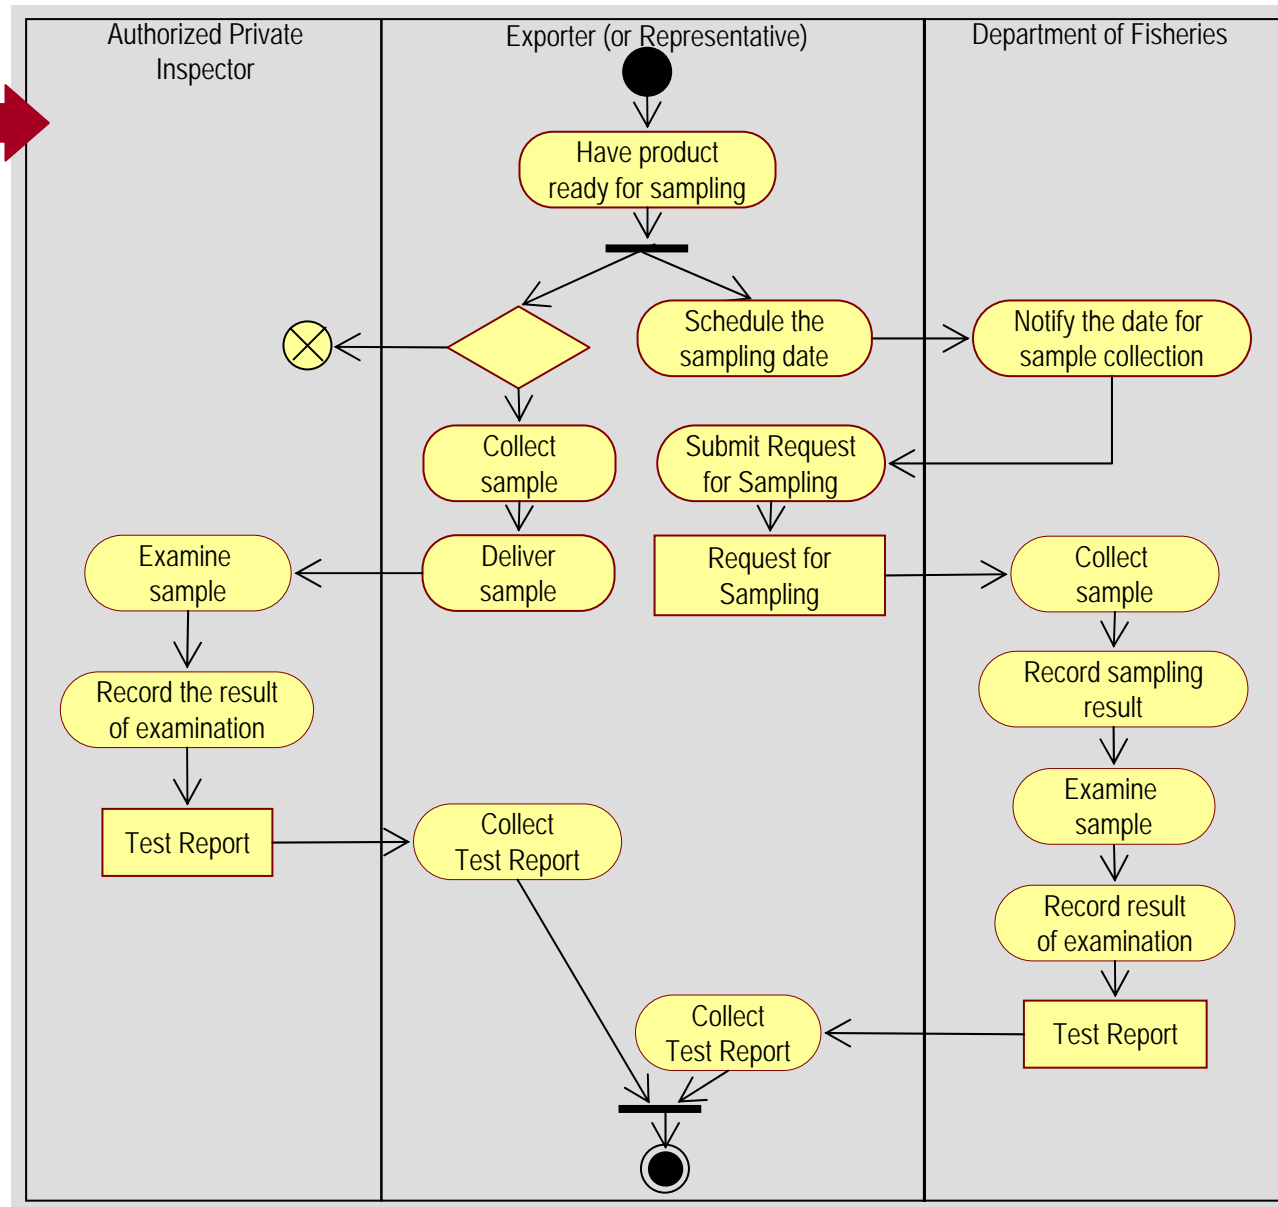 Authorized Private
Inspector
Exporter (or Representative)
Department of Fisheries
Have product
ready for sampling
Schedule the
sampling date
Notify the date for
sample collection
Collect
sample
Submit Request
for Sampling
Examine
sample
Deliver
sample
Request for
Sampling
Collect
sample
Record the result
of examination
Record sampling
result
Examine
sample
Test Report
Collect
Test Report
Record result
of examination
Collect
Test Report
Test Report